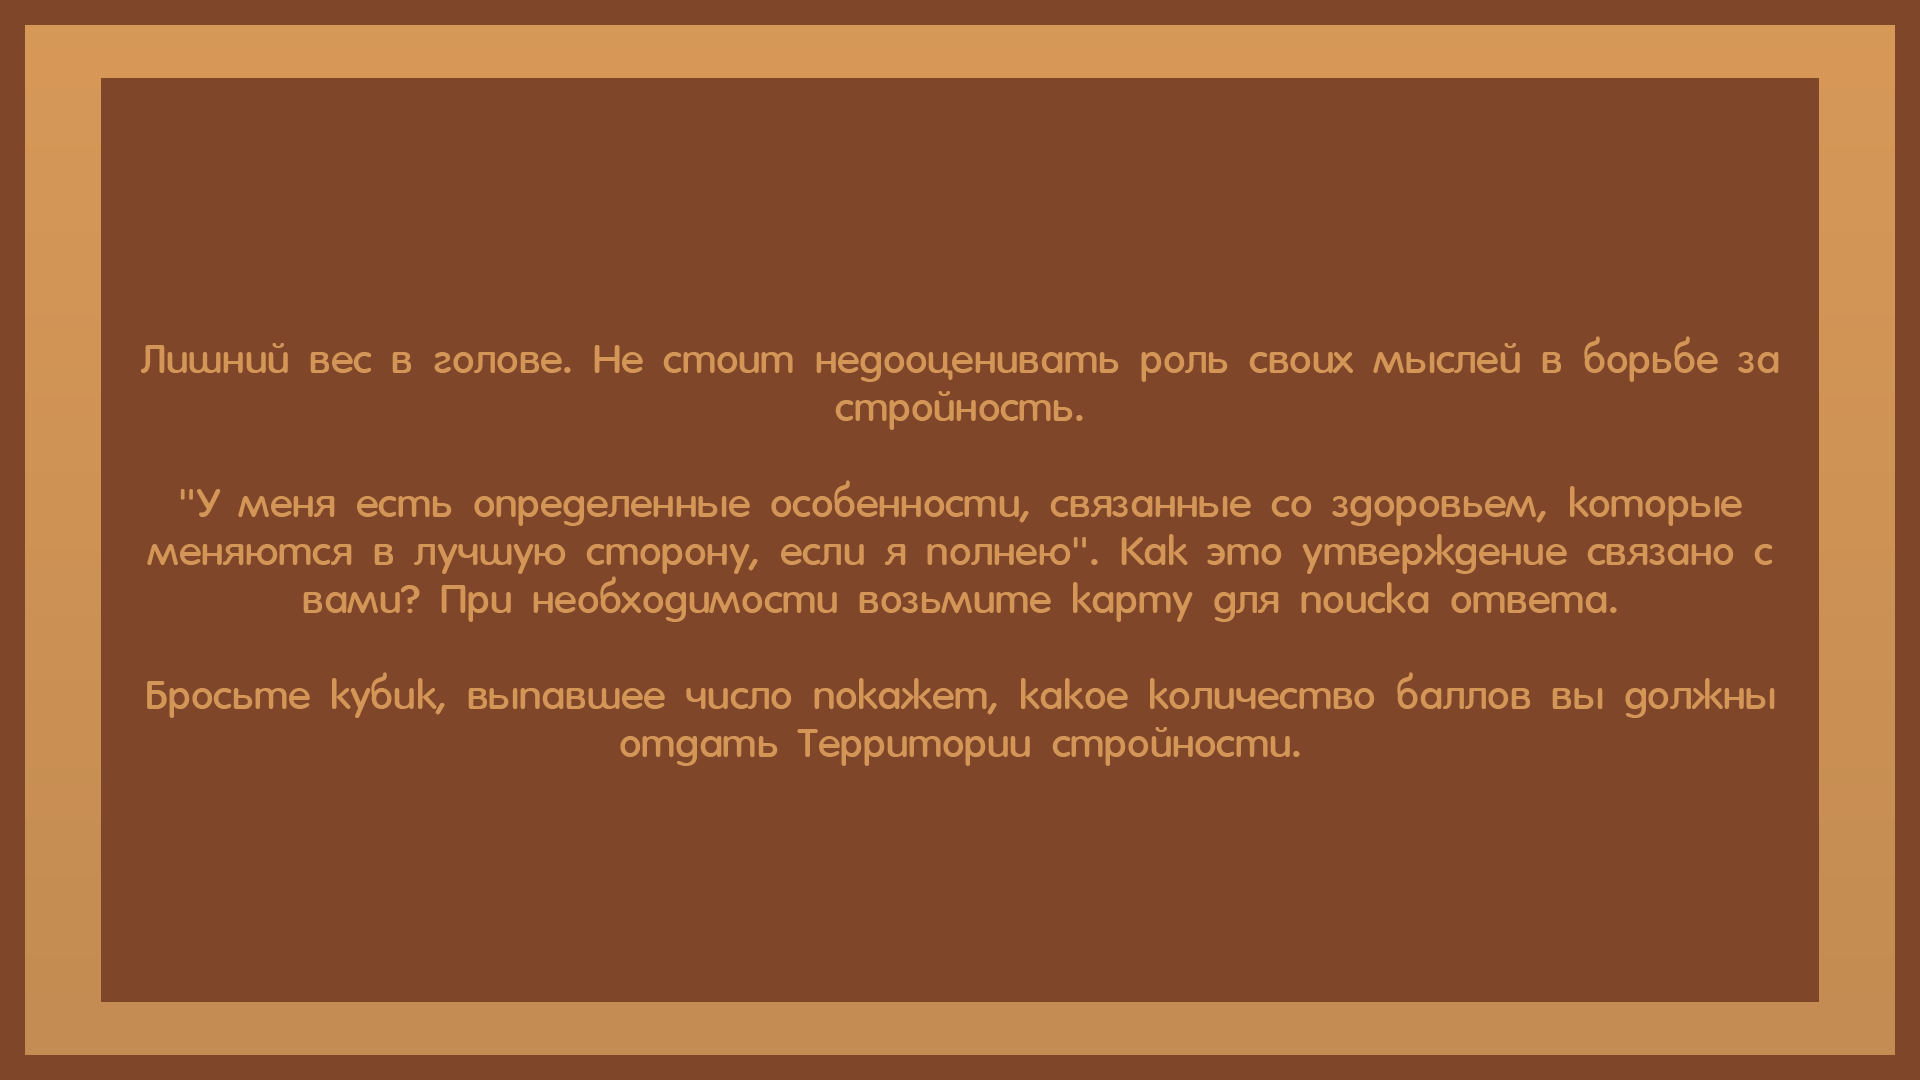 Лишний вес в голове. Не стоит недооценивать роль своих мыслей в борьбе за
стройность.
"У меня есть определенные особенности, связанные со здоровьем, которые
меняются в лучшую сторону, если я полнею". Как это утверждение связано с
вами? При необходимости возьмите карту для поиска ответа.
Бросьте кубик, выпавшее число покажет, какое количество баллов вы должны
отдать Территории стройности.